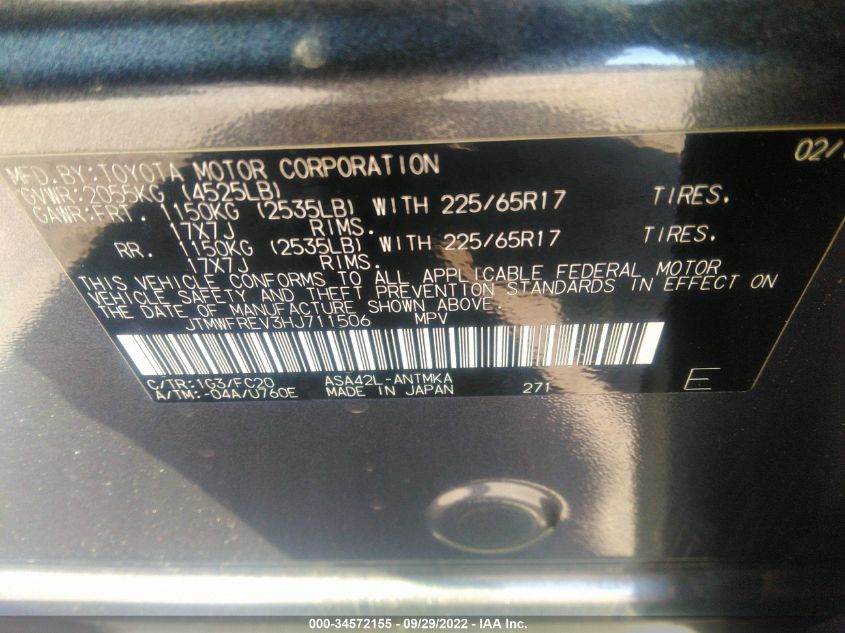 MFD.BY:TOYOTA MOTOR CORPORATION 02/1
GVWR:2055KG (4525LB)
GAWR:FRT. 1150KG (2535LB) WITH 225/65R17 TIRES.
17X7J RIMS.
RR. 1150KG (2535LB) WITH 225/65R17 TIRES.
17X7J RIMS.
THIS VEHICLE CONFORMS TO ALL APPLICABLE FEDERAL MOTOR
VEHICLE SAFETY AND THEFT PREVENTION STANDARDS IN EFFECT ON
THE DATE OF MANUFACTURE SHOWN ABOVE.
JTMWFREV3HJ711506 MPV
C/TR:1G3/FC20 ASA42L-ANTMKA
A/TM:-04A/U760E MADE IN JAPAN 271 E
000-34572155 - 09/29/2022 - IAA Inc.